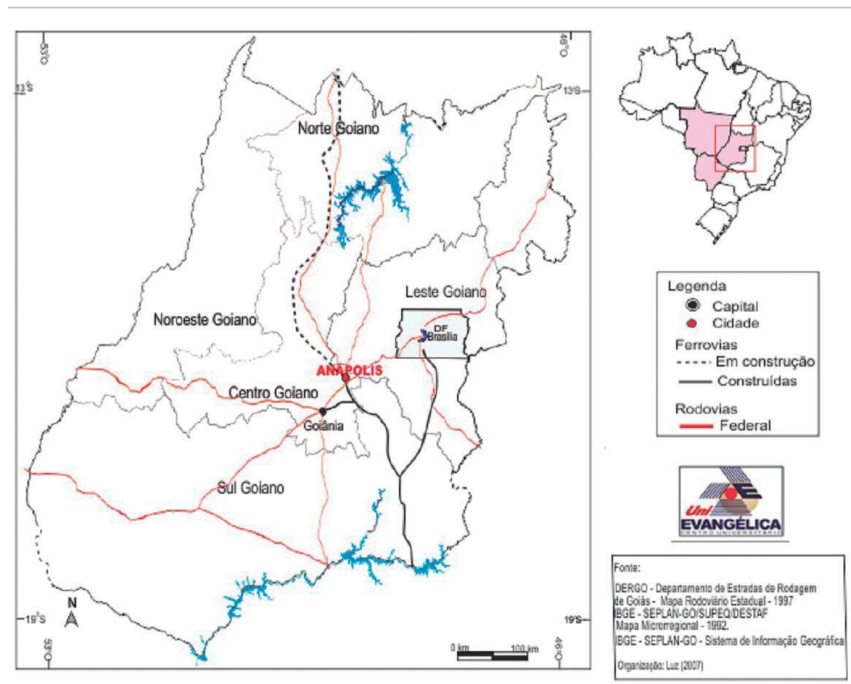 53°O
46°O
13°S
13°S
Norte Goiano
Leste Goiano
DF
Brasília
Noroeste Goiano
ANÁPOLIS
Centro Goiano
Goiânia
Sul Goiano
N
19°S
19°S
53°O
46°O
0 km
100 km
Legenda
Capital
Cidade
Ferrovias
Em construção
Construídas
Rodovias
Federal
Uni
EVANGÉLICA
CENTRO UNIVERSITÁRIO
Fonte:
DERGO - Departamento de Estradas de Rodagem
de Goiás - Mapa Rodoviário Estadual - 1997
IBGE - SEPLAN-GO/SUPEQ/DESTAF
Mapa Microrregional - 1992.
IBGE - SEPLAN-GO - Sistema de Informação Geográfica
Organização: Luz (2007)